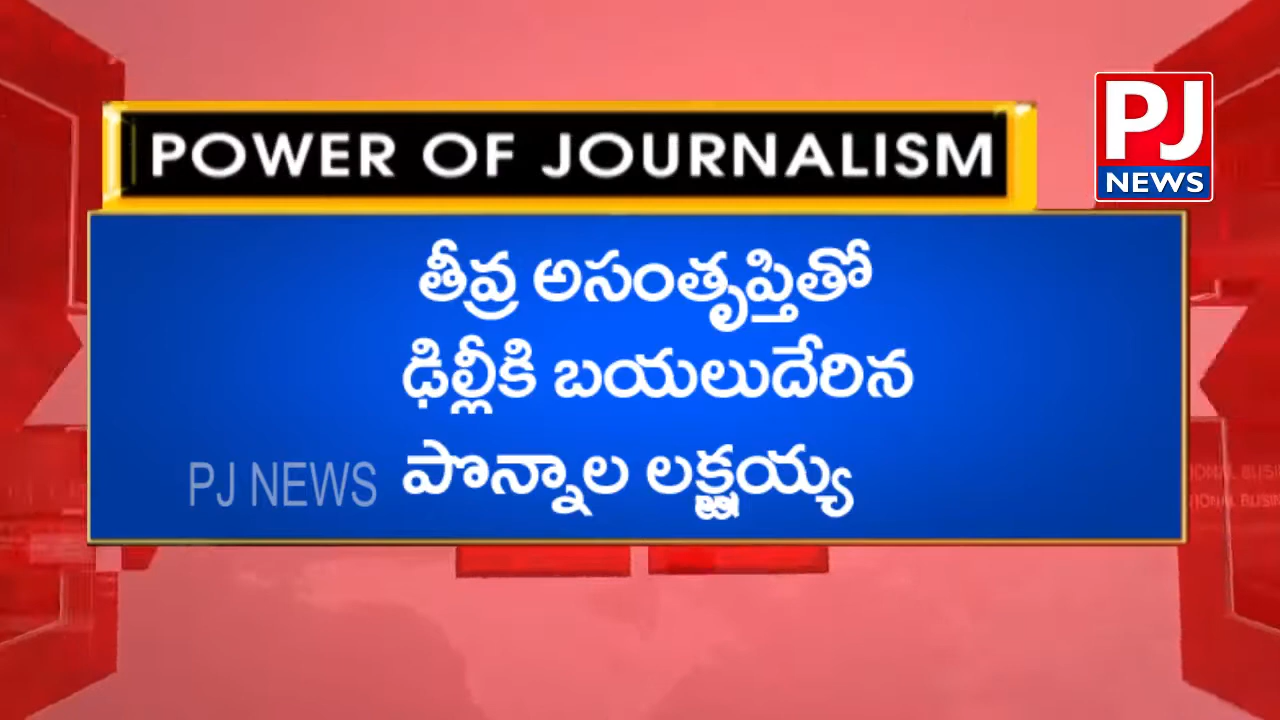 POWER OF JOURNALISM
PJ
NEWS
తీవ్ర అసంతృప్తితో
ఢిల్లీకి బయలుదేరిన
పొన్నాల లక్ష్మయ్య
PJ NEWS